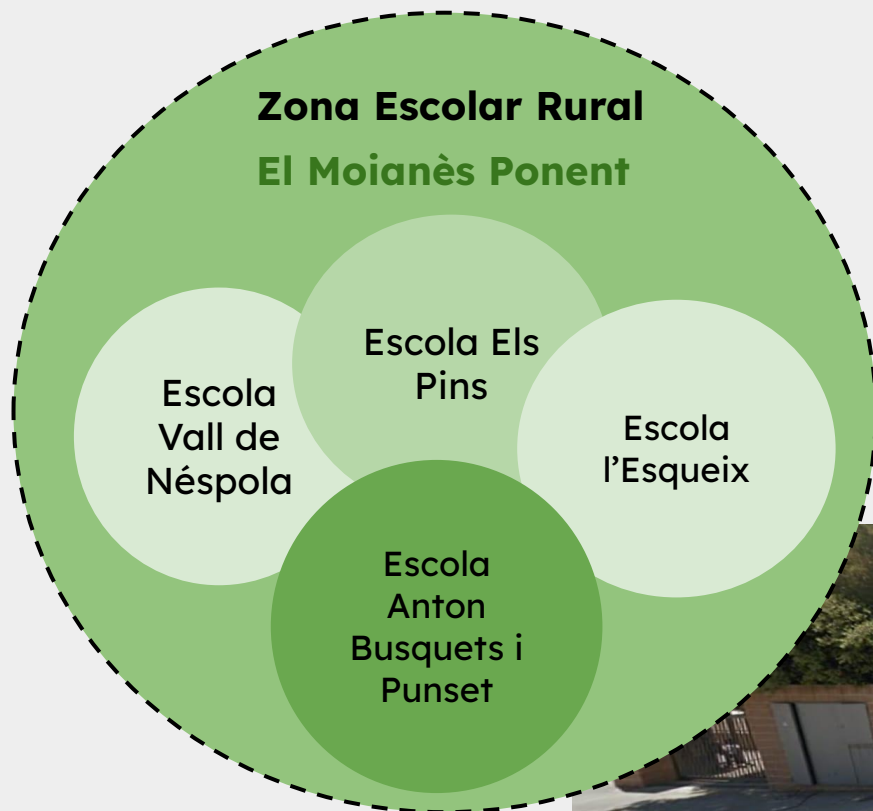 Zona Escolar Rural
El Moianès Ponent
Escola Els
Pins
Escola
Vall de
Néspola
Escola
l’Esqueix
Escola
Anton
Busquets i
Punset